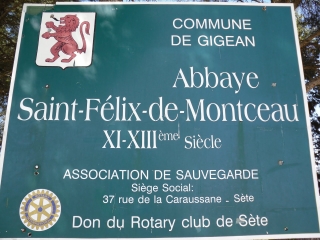 COMMUNE
DE GIGEAN
Abbaye
Saint-Félix-de-Montceau
XI-XIIIème Siècle
ASSOCIATION DE SAUVEGARDE
Siège Social:
37 rue de la Caraussane - Sète
Don du Rotary club de Sète